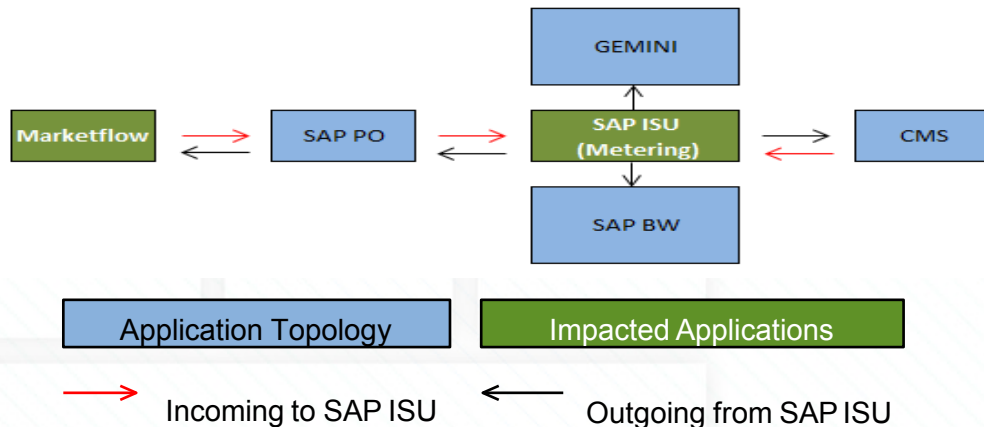 GEMINI
Marketflow
SAP PO
SAP ISU
(Metering)
CMS
SAP BW
Application Topology
Impacted Applications
Incoming to SAP ISU
Outgoing from SAP ISU